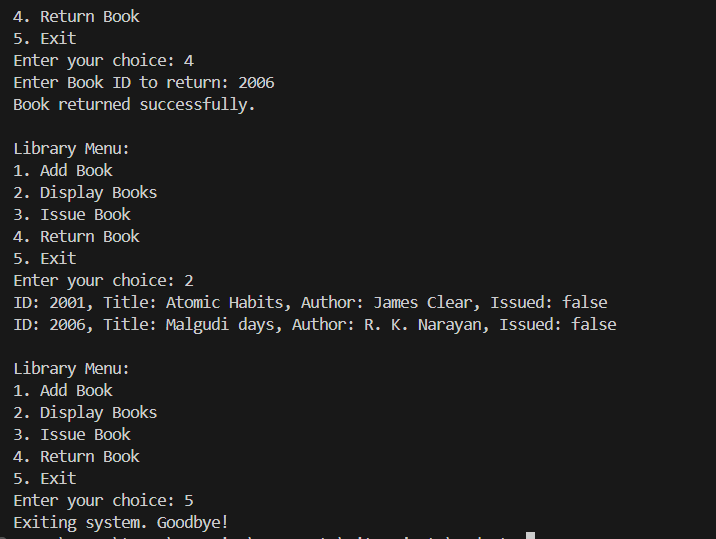 4. Return Book
5. Exit
Enter your choice: 4
Enter Book ID to return: 2006
Book returned successfully.
Library Menu:
1. Add Book
2. Display Books
3. Issue Book
4. Return Book
5. Exit
Enter your choice: 2
ID: 2001, Title: Atomic Habits, Author: James Clear, Issued: false
ID: 2006, Title: Malgudi days, Author: R. K. Narayan, Issued: false
Library Menu:
1. Add Book
2. Display Books
3. Issue Book
4. Return Book
5. Exit
Enter your choice: 5
Exiting system. Goodbye!